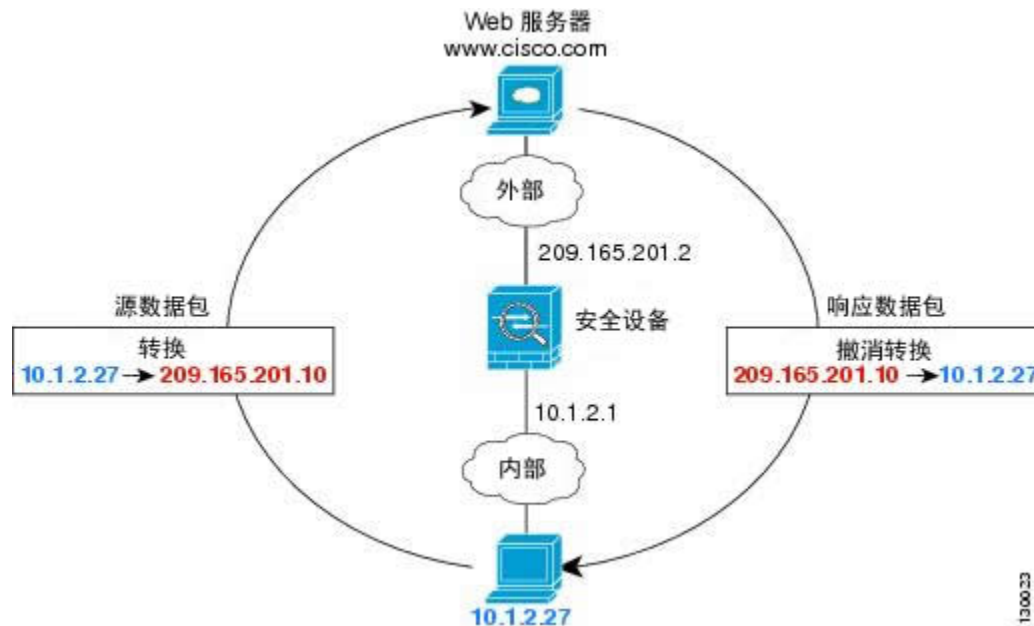 Web 服务器
www.cisco.com
外部
209.165.201.2
源数据包
转换
10.1.2.27 → 209.165.201.10
安全设备
响应数据包
撤消转换
209.165.201.10 → 10.1.2.27
10.1.2.1
内部
10.1.2.27
130023